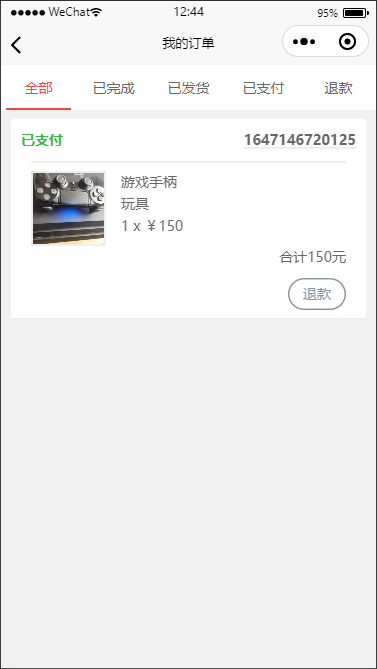 ●●●●● WeChat 12:44 95%
我的订单
全部 已完成 已发货 已支付 退款
已支付 1647146720125
游戏手柄
玩具
1 x ￥150
合计150元
退款